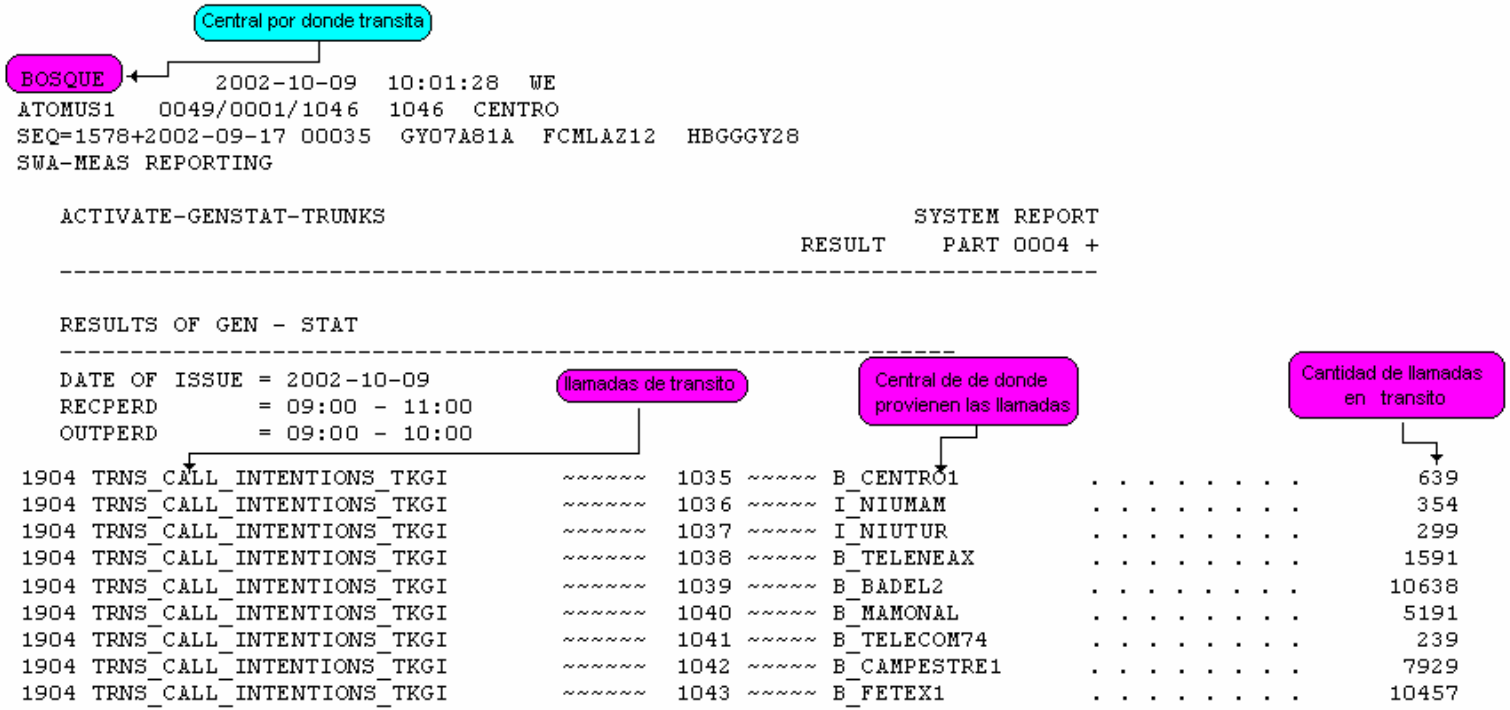 Central por donde transita
BOSQUE 2002-10-09 10:01:28 WE
ATOMUS1 0049/0001/1046 1046 CENTRO
SEQ=1578+2002-09-17 00035 GY07A81A FCMLAZ12 HBGGGY28
SWA-MEAS REPORTING
ACTIVATE-GENSTAT-TRUNKS SYSTEM REPORT
RESULT PART 0004 +
--------------------------------------------------------------------------
RESULTS OF GEN - STAT
----------------------------------------------------------------
DATE OF ISSUE = 2002-10-09
RECPERD = 09:00 - 11:00
OUTPERD = 09:00 - 10:00
llamadas de transito
Central de de donde
provienen las llamadas
Cantidad de llamadas
en transito
1904 TRNS_CALL_INTENTIONS_TKGI ~~~~~~ 1035 ~~~~~ B_CENTRO1 . . . . . . . . 639
1904 TRNS_CALL_INTENTIONS_TKGI ~~~~~~ 1036 ~~~~~ I_NIUMAM . . . . . . . . 354
1904 TRNS_CALL_INTENTIONS_TKGI ~~~~~~ 1037 ~~~~~ I_NIUTUR . . . . . . . . 299
1904 TRNS_CALL_INTENTIONS_TKGI ~~~~~~ 1038 ~~~~~ B_TELENEAX . . . . . . . . 1591
1904 TRNS_CALL_INTENTIONS_TKGI ~~~~~~ 1039 ~~~~~ B_BADEL2 . . . . . . . . 10638
1904 TRNS_CALL_INTENTIONS_TKGI ~~~~~~ 1040 ~~~~~ B_MAMONAL . . . . . . . . 5191
1904 TRNS_CALL_INTENTIONS_TKGI ~~~~~~ 1041 ~~~~~ B_TELECOM74 . . . . . . . . 239
1904 TRNS_CALL_INTENTIONS_TKGI ~~~~~~ 1042 ~~~~~ B_CAMPESTRE1 . . . . . . . . 7929
1904 TRNS_CALL_INTENTIONS_TKGI ~~~~~~ 1043 ~~~~~ B_FETEX1 . . . . . . . . 10457